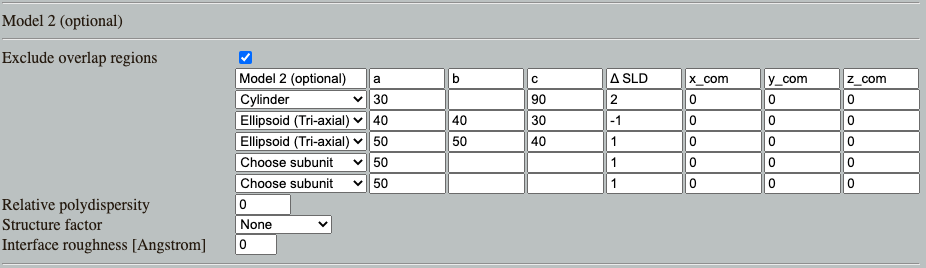 Model 2 (optional)
Exclude overlap regions
Model 2 (optional) a b c Δ SLD x_com y_com z_com
Cylinder 30 90 2 0 0 0
Ellipsoid (Tri-axial) 40 40 30 -1 0 0 0
Ellipsoid (Tri-axial) 50 50 40 1 0 0 0
Choose subunit 50 1 0 0 0
Choose subunit 50 1 0 0 0
Relative polydispersity 0
Structure factor None
Interface roughness [Angstrom] 0